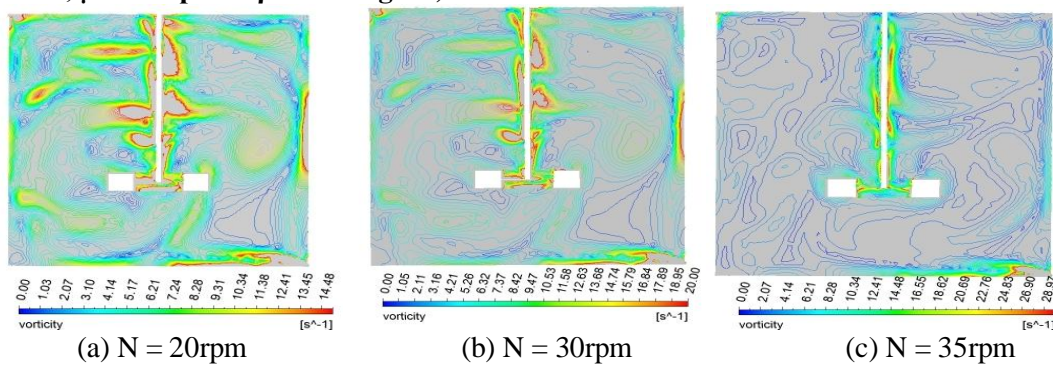 0.00 1.03 2.07 3.10 4.14 5.17 6.21 7.24 8.28 9.31 10.34 11.38 12.41 13.45 14.48
vorticity [s^-1]
(a) N = 20rpm
0.00 1.05 2.11 3.16 4.21 5.26 6.32 7.37 8.42 9.47 10.53 11.58 12.63 13.68 14.74 15.79 16.84 17.89 18.95 20.00
vorticity [s^-1]
(b) N = 30rpm
0.00 2.07 4.14 6.21 8.28 10.34 12.41 14.48 16.55 18.62 20.69 22.76 24.83 26.90 28.97
vorticity [s^-1]
(c) N = 35rpm